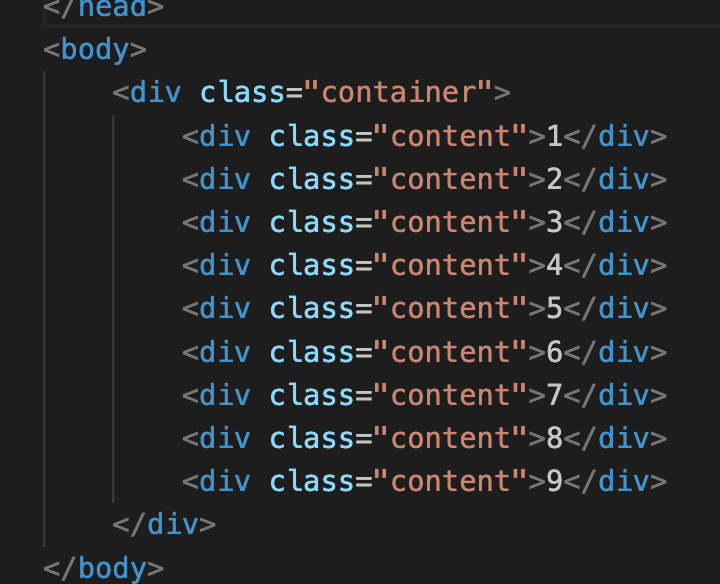 </head>
<body>
    <div class="container">
        <div class="content">1</div>
        <div class="content">2</div>
        <div class="content">3</div>
        <div class="content">4</div>
        <div class="content">5</div>
        <div class="content">6</div>
        <div class="content">7</div>
        <div class="content">8</div>
        <div class="content">9</div>
    </div>
</body>